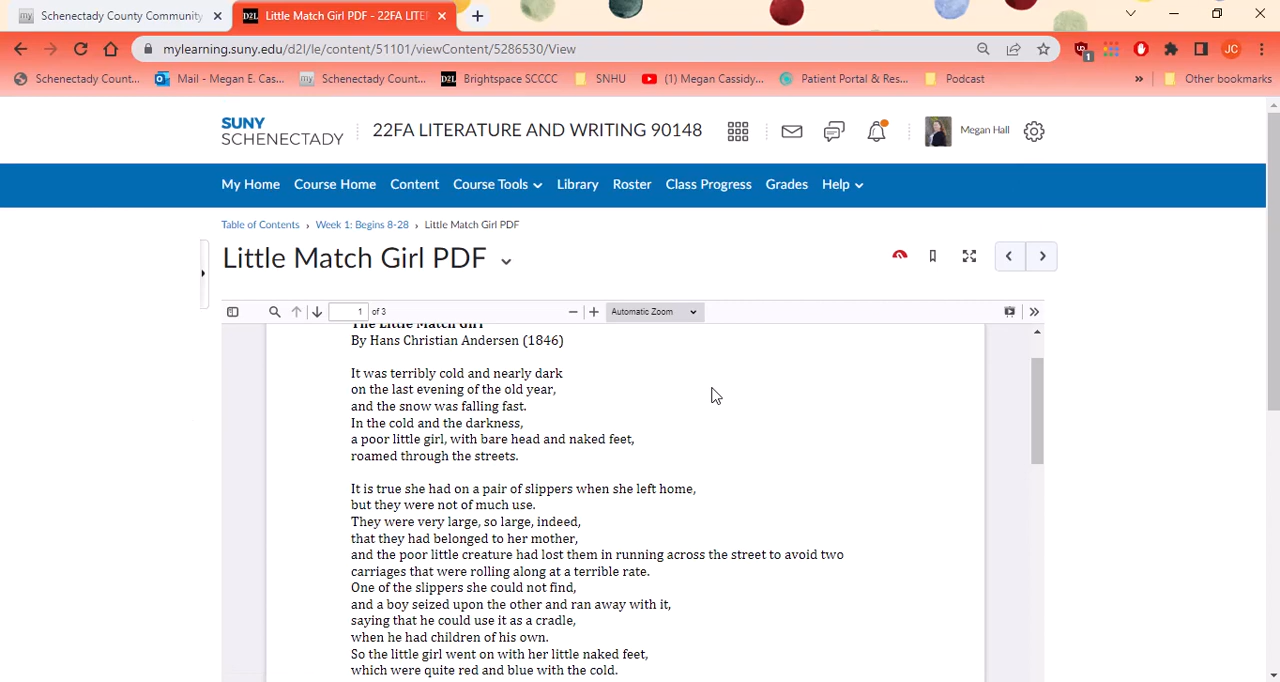 Schenectady County Community
Little Match Girl PDF - 22FA LITE
mylearning.suny.edu/d2l/le/content/51101/viewContent/5286530/View
1
JC
Schenectady Count...
Mail - Megan E. Cas...
my
Schenectady Count...
D2L
Brightspace SCCCC
SNHU
(1) Megan Cassidy...
Patient Portal & Res...
Podcast
»
Other bookmarks
SUNY
SCHENECTADY
22FA LITERATURE AND WRITING 90148
Megan Hall
My Home
Course Home
Content
Course Tools
Library
Roster
Class Progress
Grades
Help
Table of Contents › Week 1: Begins 8-28 › Little Match Girl PDF
Little Match Girl PDF
1 of 3
Automatic Zoom
The Little Match Girl
By Hans Christian Andersen (1846)
It was terribly cold and nearly dark
on the last evening of the old year,
and the snow was falling fast.
In the cold and the darkness,
a poor little girl, with bare head and naked feet,
roamed through the streets.
It is true she had on a pair of slippers when she left home,
but they were not of much use.
They were very large, so large, indeed,
that they had belonged to her mother,
and the poor little creature had lost them in running across the street to avoid two
carriages that were rolling along at a terrible rate.
One of the slippers she could not find,
and a boy seized upon the other and ran away with it,
saying that he could use it as a cradle,
when he had children of his own.
So the little girl went on with her little naked feet,
which were quite red and blue with the cold.